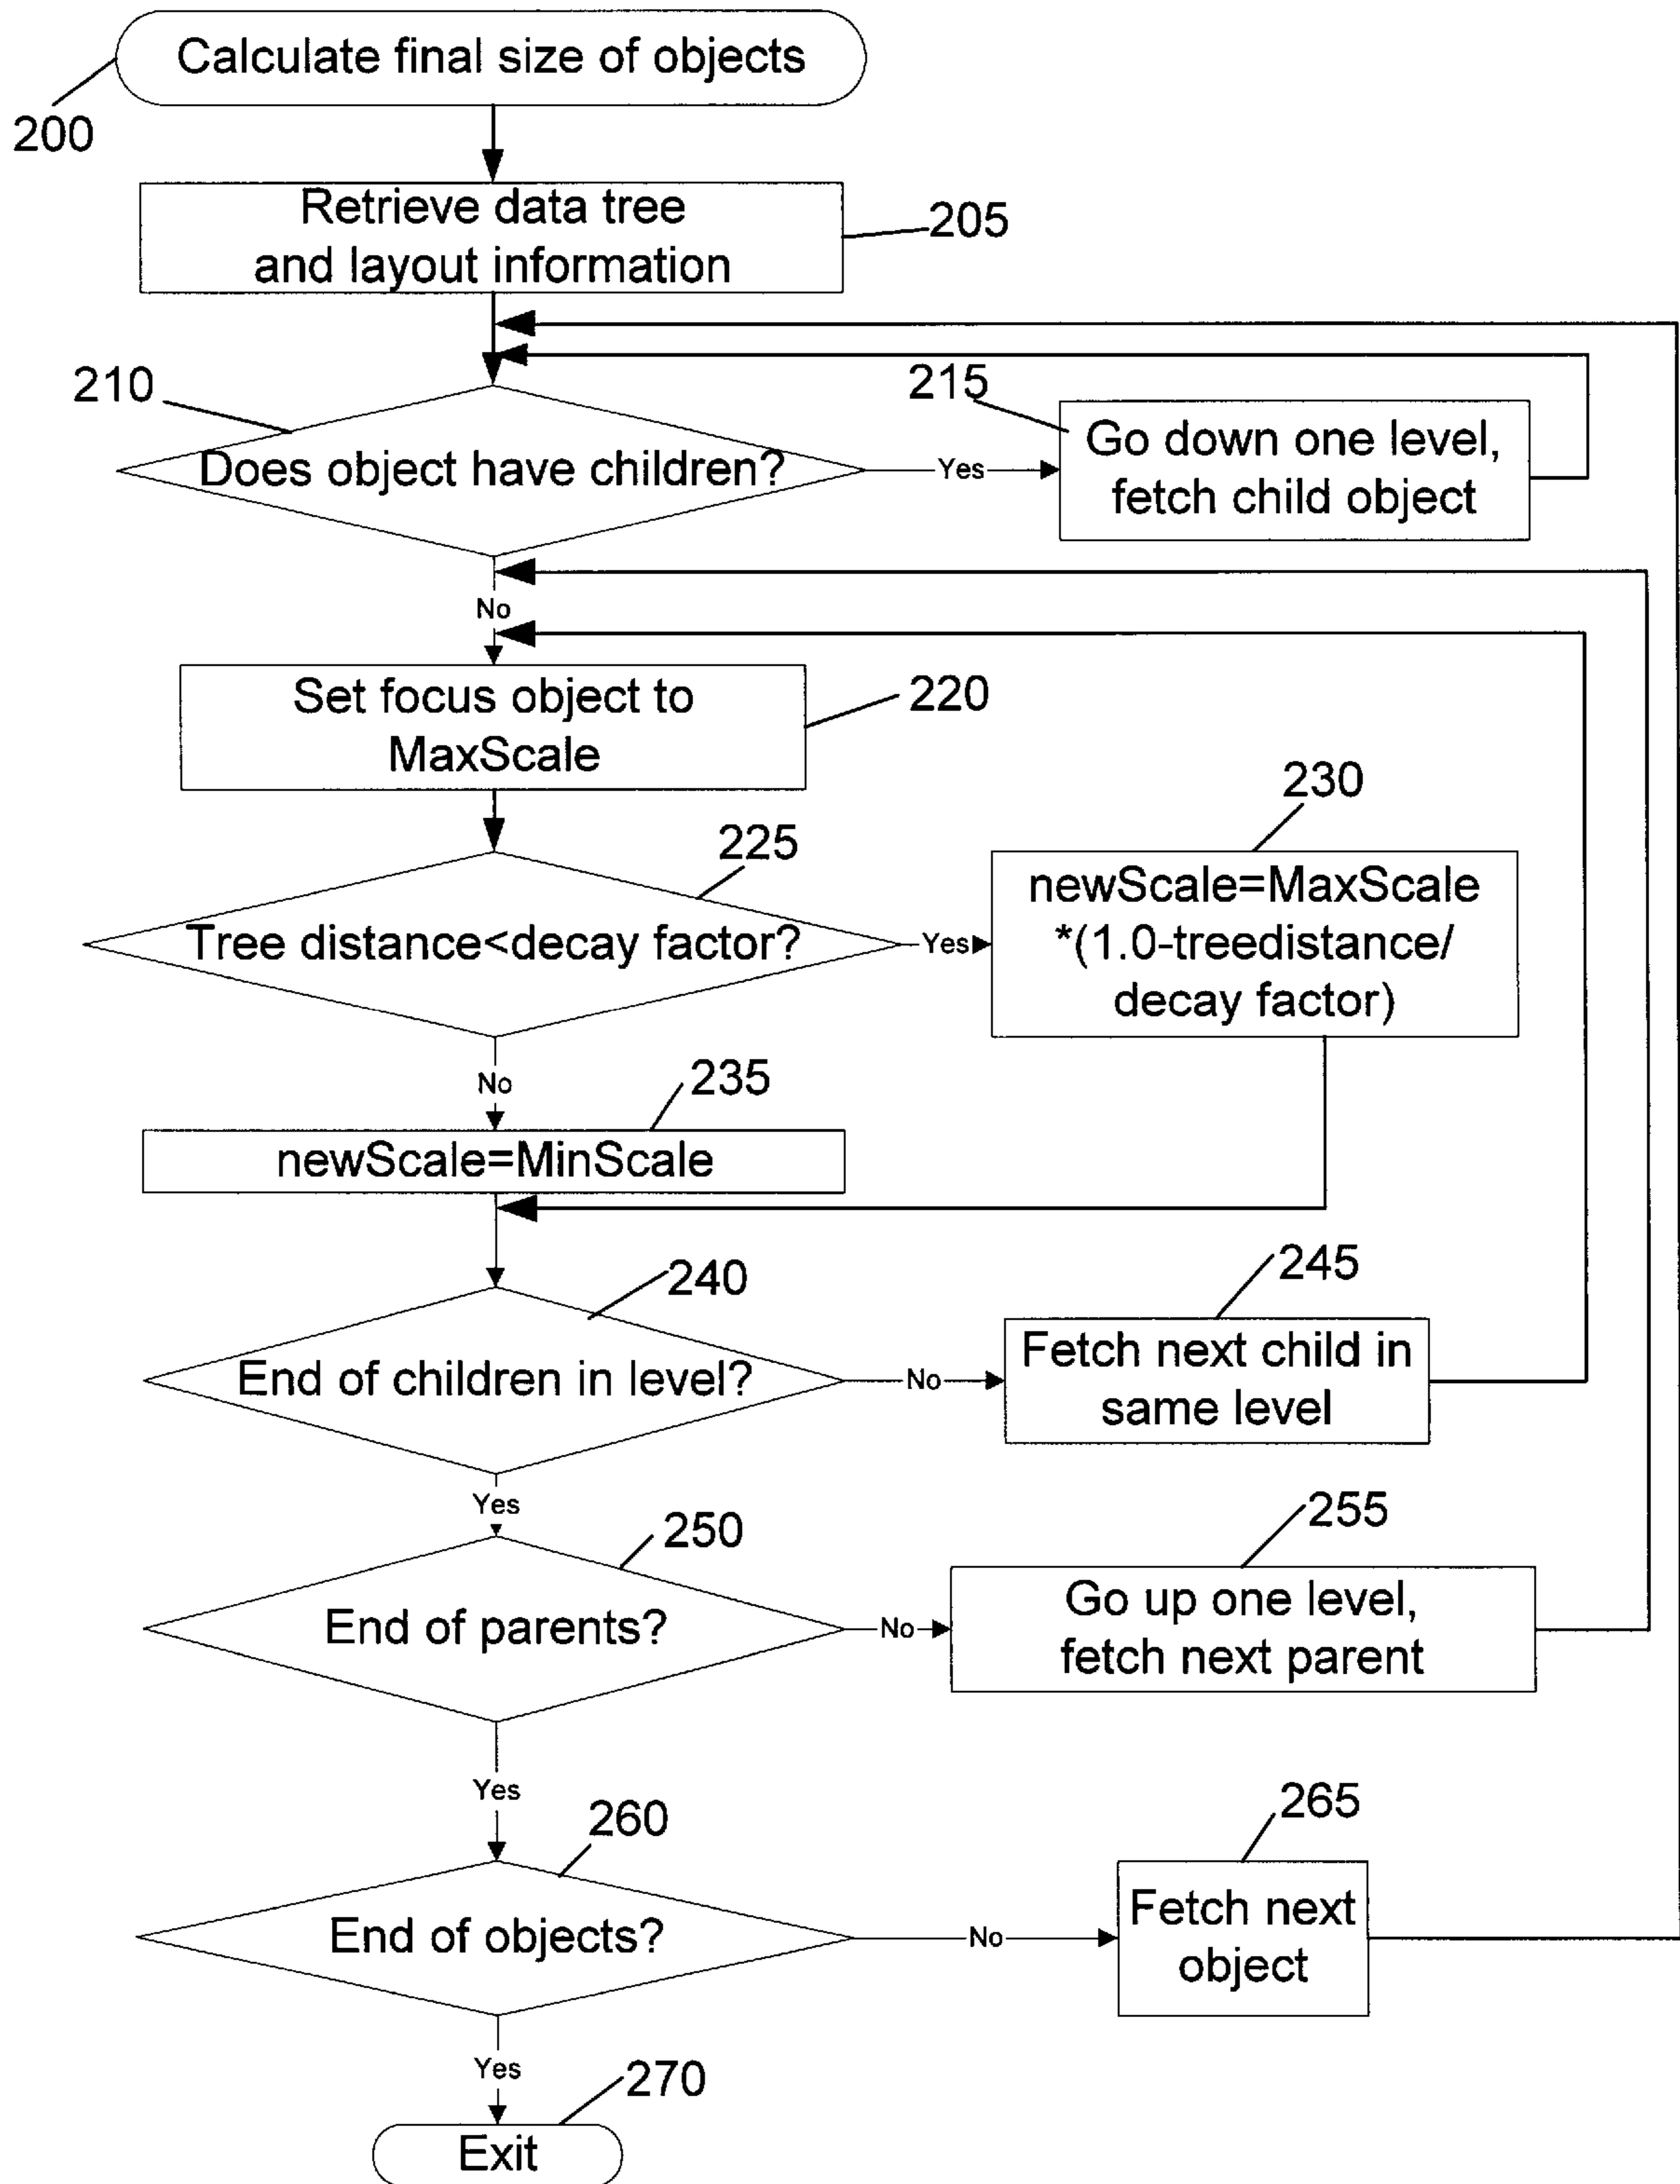 Calculate final size of objects
200
Retrieve data tree
and layout information
205
210
215
Does object have children?
Yes
Go down one level,
fetch child object
No
Set focus object to
MaxScale
220
225
230
Tree distance<decay factor?
Yes
newScale=MaxScale
*(1.0-treedistance/
decay factor)
No
235
newScale=MinScale
240
245
End of children in level?
No
Fetch next child in
same level
Yes
250
255
End of parents?
No
Go up one level,
fetch next parent
Yes
260
265
End of objects?
No
Fetch next
object
Yes
270
Exit